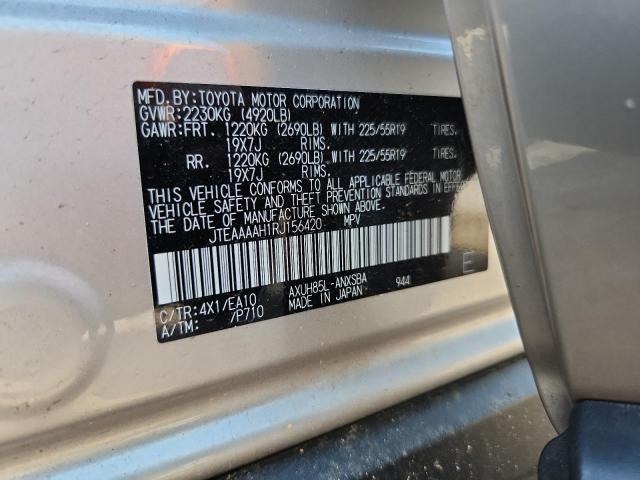 MFD.BY:TOYOTA MOTOR CORPORATION
GVWR:2230KG (4920LB)
GAWR:FRT. 1220KG (2690LB) WITH 225/55R19 TIRES.
19X7J RIMS.
RR. 1220KG (2690LB) WITH 225/55R19 TIRES.
19X7J RIMS.
THIS VEHICLE CONFORMS TO ALL APPLICABLE FEDERAL MOTOR
VEHICLE SAFETY AND THEFT PREVENTION STANDARDS IN EFFECT
ON THE DATE OF MANUFACTURE SHOWN ABOVE.
JTEAAAAH1RJ156420 MPV
AXUH85L-ANXSBA 944 E
C/TR:4X1/EA10 MADE IN JAPAN
A/TM: /P710